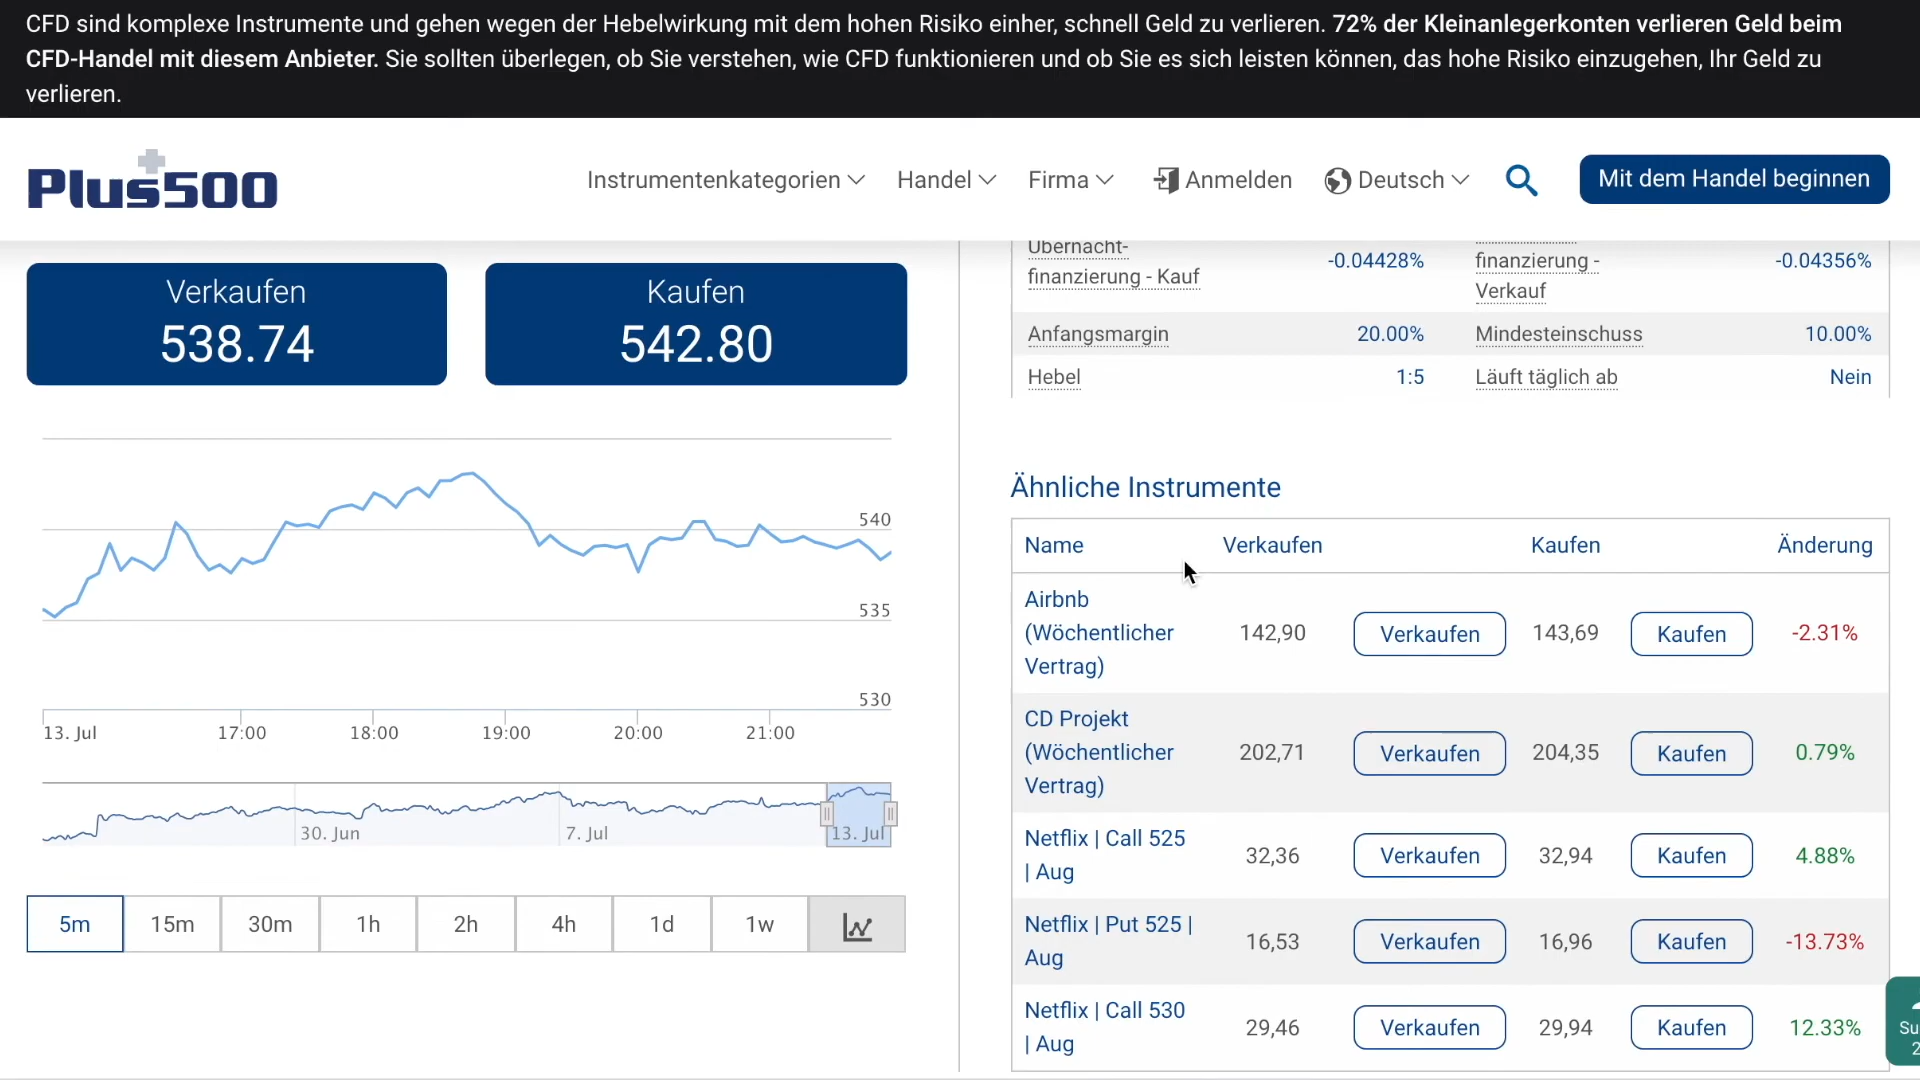 CFD sind komplexe Instrumente und gehen wegen der Hebelwirkung mit dem hohen Risiko einher, schnell Geld zu verlieren. 72% der Kleinanlegerkonten verlieren Geld beim
CFD-Handel mit diesem Anbieter. Sie sollten überlegen, ob Sie verstehen, wie CFD funktionieren und ob Sie es sich leisten können, das hohe Risiko einzugehen, Ihr Geld zu
verlieren.
Plus500
Instrumentenkategorien Handel Firma Anmelden Deutsch Mit dem Handel beginnen
Verkaufen
538.74
Kaufen
542.80
540
535
530
13. Jul 17:00 18:00 19:00 20:00 21:00
30. Jun 7. Jul 13. Jul
5m 15m 30m 1h 2h 4h 1d 1w
Übernacht-
finanzierung - Kauf
-0.04428%
finanzierung -
Verkauf
-0.04356%
Anfangsmargin 20.00% Mindesteinschuss 10.00%
Hebel 1:5 Läuft täglich ab Nein
Ähnliche Instrumente
Name Verkaufen Kaufen Änderung
Airbnb
(Wöchentlicher
Vertrag)
142,90 Verkaufen 143,69 Kaufen -2.31%
CD Projekt
(Wöchentlicher
Vertrag)
202,71 Verkaufen 204,35 Kaufen 0.79%
Netflix | Call 525
| Aug
32,36 Verkaufen 32,94 Kaufen 4.88%
Netflix | Put 525 |
Aug
16,53 Verkaufen 16,96 Kaufen -13.73%
Netflix | Call 530
| Aug
29,46 Verkaufen 29,94 Kaufen 12.33%
Su
2